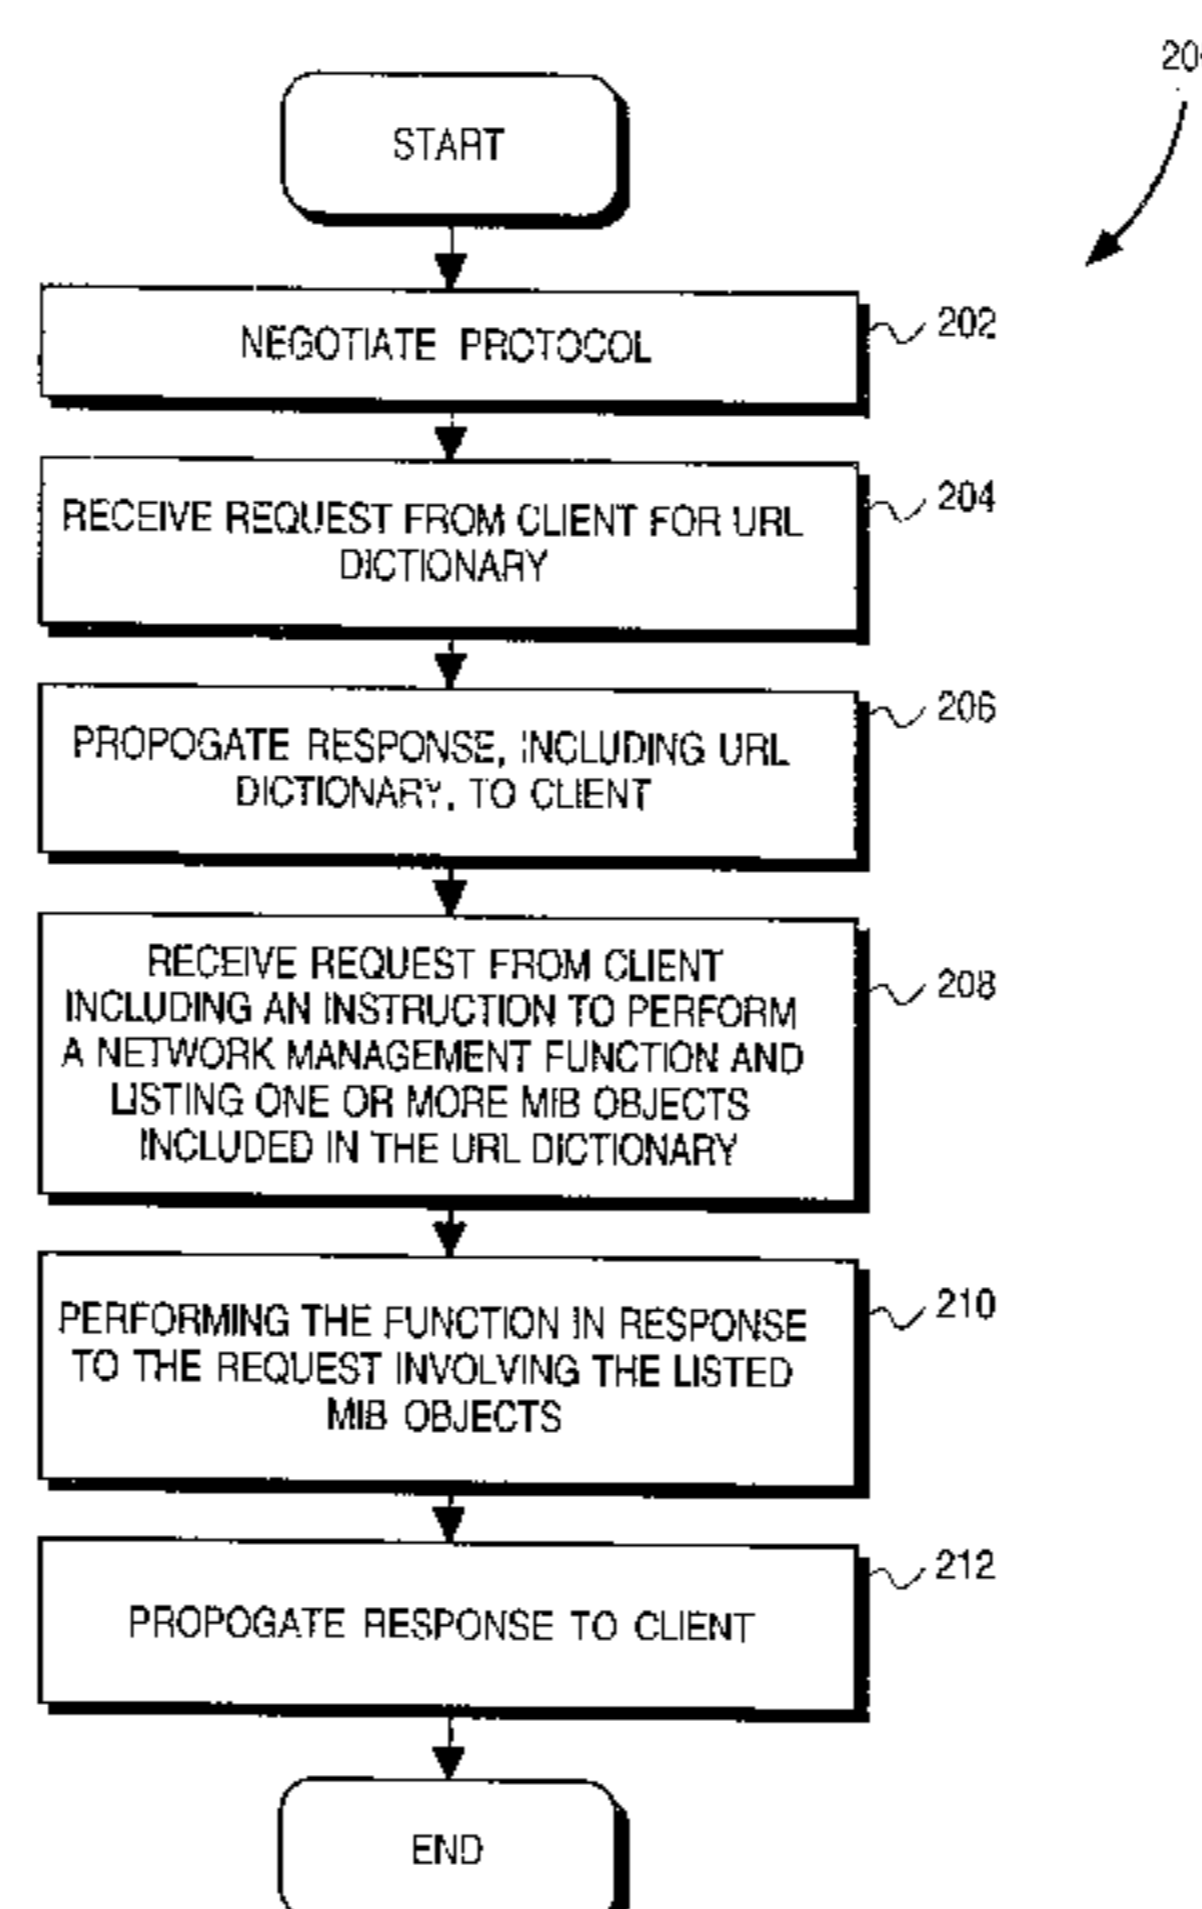 START
NEGOTIATE PROTOCOL
202
RECEIVE REQUEST FROM CLIENT FOR URL
DICTIONARY
204
PROPOGATE RESPONSE, INCLUDING URL
DICTIONARY, TO CLIENT
206
RECEIVE REQUEST FROM CLIENT
INCLUDING AN INSTRUCTION TO PERFORM
A NETWORK MANAGEMENT FUNCTION AND
LISTING ONE OR MORE MIB OBJECTS
INCLUDED IN THE URL DICTIONARY
208
PERFORMING THE FUNCTION IN RESPONSE
TO THE REQUEST INVOLVING THE LISTED
MIB OBJECTS
210
PROPOGATE RESPONSE TO CLIENT
212
END